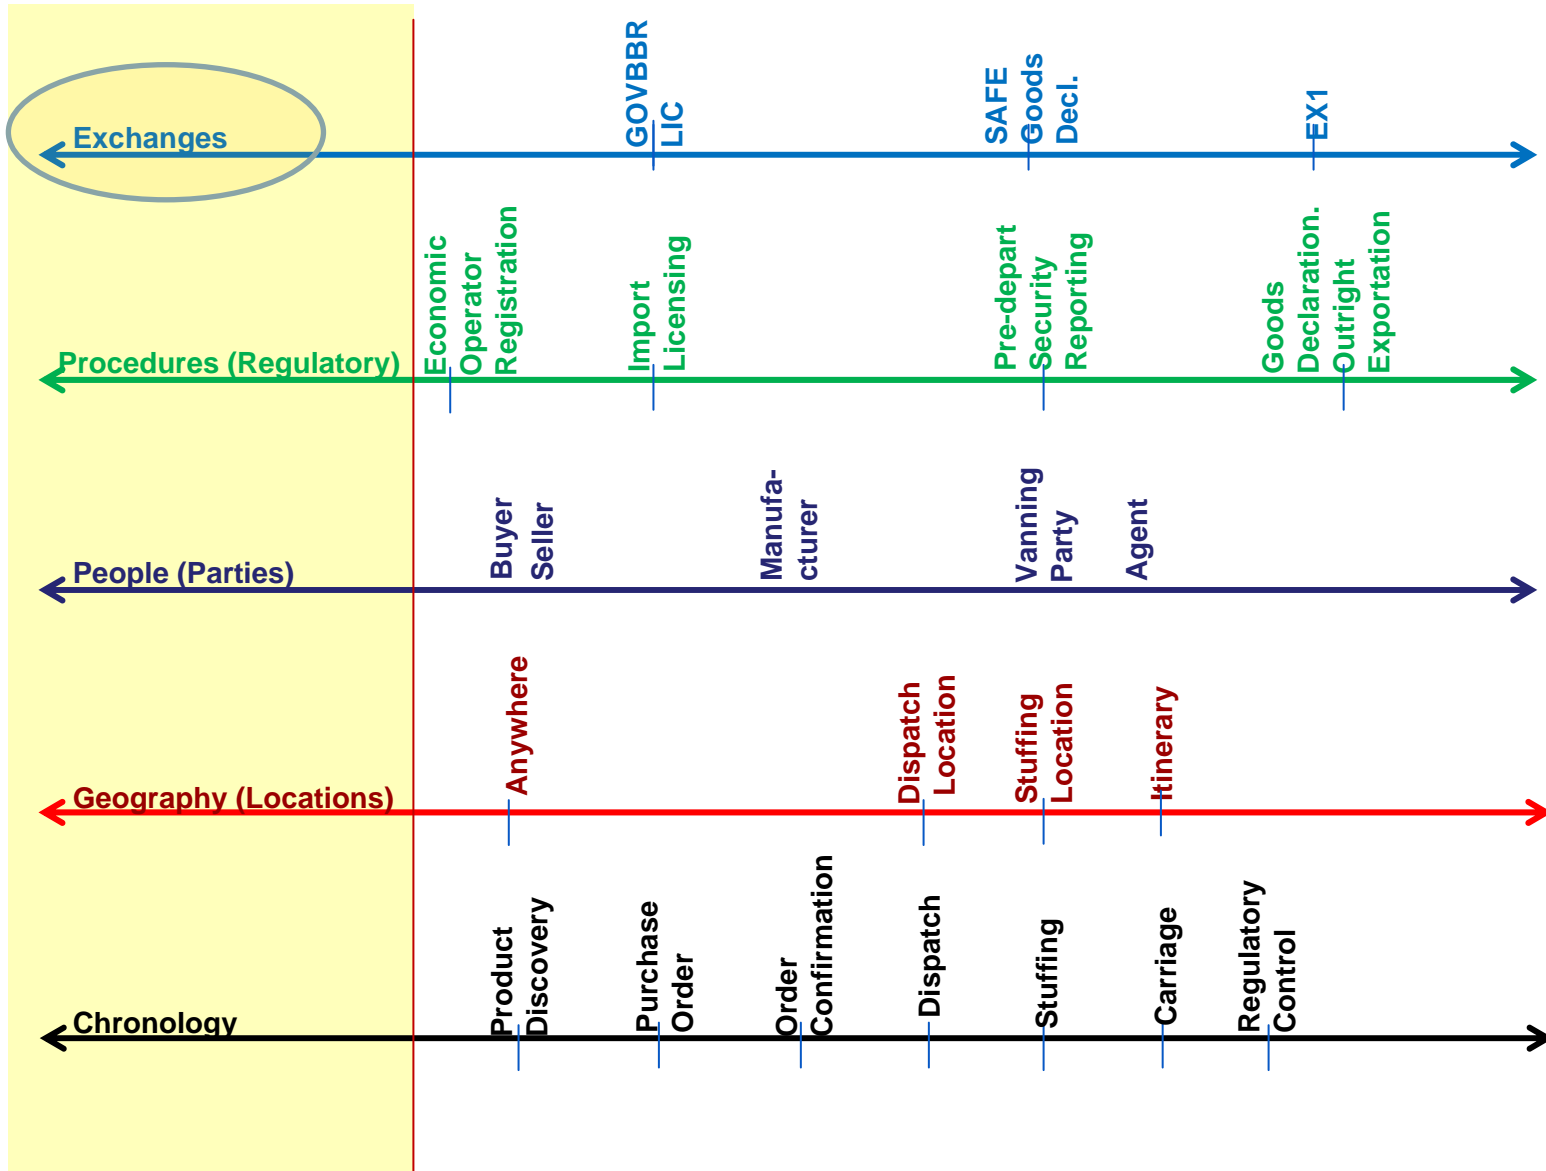 Exchanges
GOVBBR
LIC
SAFE
Goods
Decl.
EX1
Procedures (Regulatory)
Economic
Operator
Registration
Import
Licensing
Pre-depart
Security
Reporting
Goods
Declaration.
Outright
Exportation
People (Parties)
Buyer
Seller
Manufa-
cturer
Vanning
Party
Agent
Geography (Locations)
Anywhere
Dispatch
Location
Stuffing
Location
Itinerary
Chronology
Product
Discovery
Purchase
Order
Order
Confirmation
Dispatch
Stuffing
Carriage
Regulatory
Control